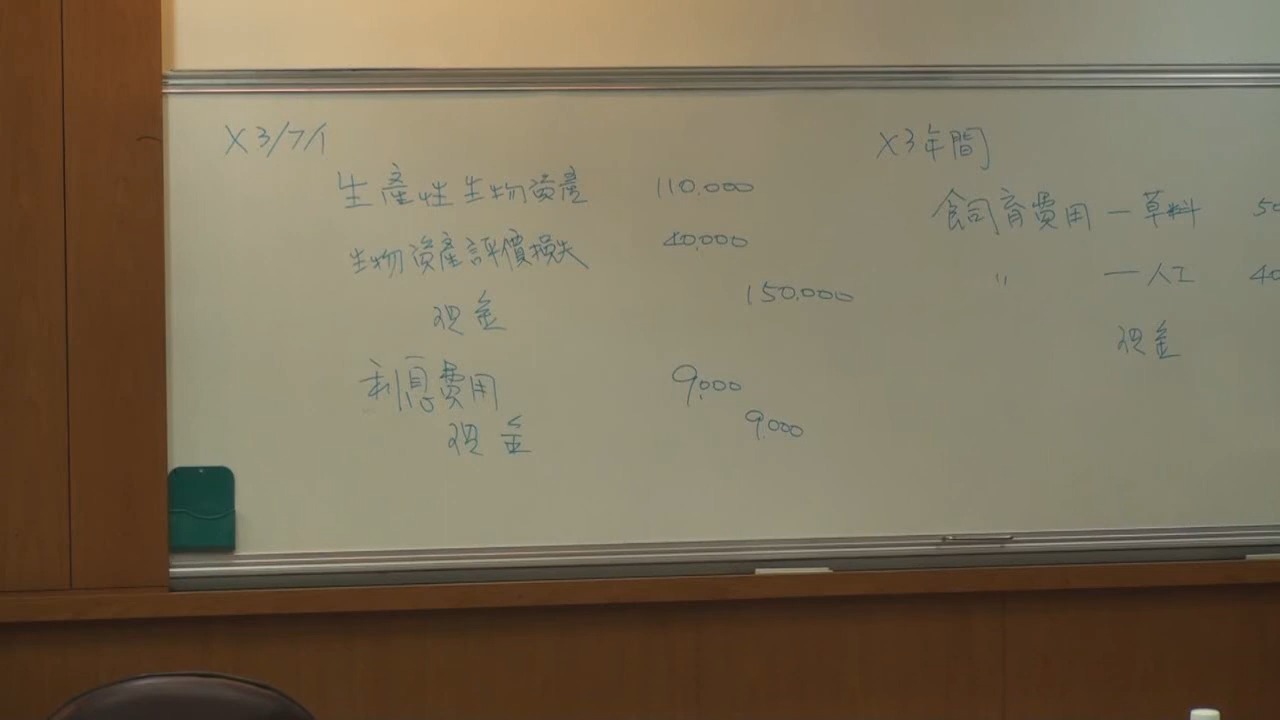 X3/7/1
生產性生物資產 110,000
生物資產評價損失 40,000
現金 150,000
利息費用 9,000
現金 9,000
X3年間
飼育費用 — 草料 50
〃 — 人工 40
現金